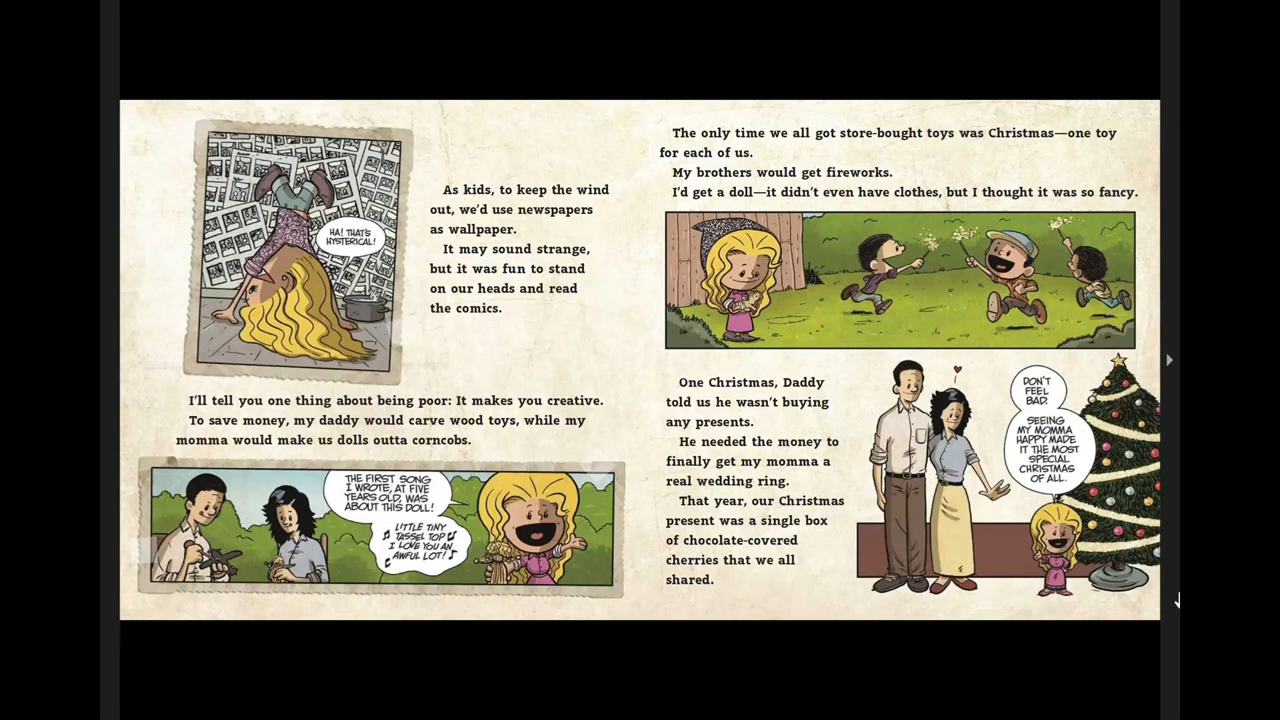 HA! THAT'S
HYSTERICAL!
As kids, to keep the wind
out, we'd use newspapers
as wallpaper.
It may sound strange,
but it was fun to stand
on our heads and read
the comics.
I'll tell you one thing about being poor: It makes you creative.
To save money, my daddy would carve wood toys, while my
momma would make us dolls outta corncobs.
THE FIRST SONG
I WROTE, AT FIVE
YEARS OLD, WAS
ABOUT THIS DOLL!
LITTLE TINY
TASSEL TOP
I LOVE YOU AN
AWFUL LOT!
The only time we all got store-bought toys was Christmas—one toy
for each of us.
My brothers would get fireworks.
I'd get a doll—it didn't even have clothes, but I thought it was so fancy.
One Christmas, Daddy
told us he wasn't buying
any presents.
He needed the money to
finally get my momma a
real wedding ring.
That year, our Christmas
present was a single box
of chocolate-covered
cherries that we all
shared.
DON'T
FEEL
BAD.
SEEING
MY MOMMA
HAPPY MADE
IT THE MOST
SPECIAL
CHRISTMAS
OF ALL.